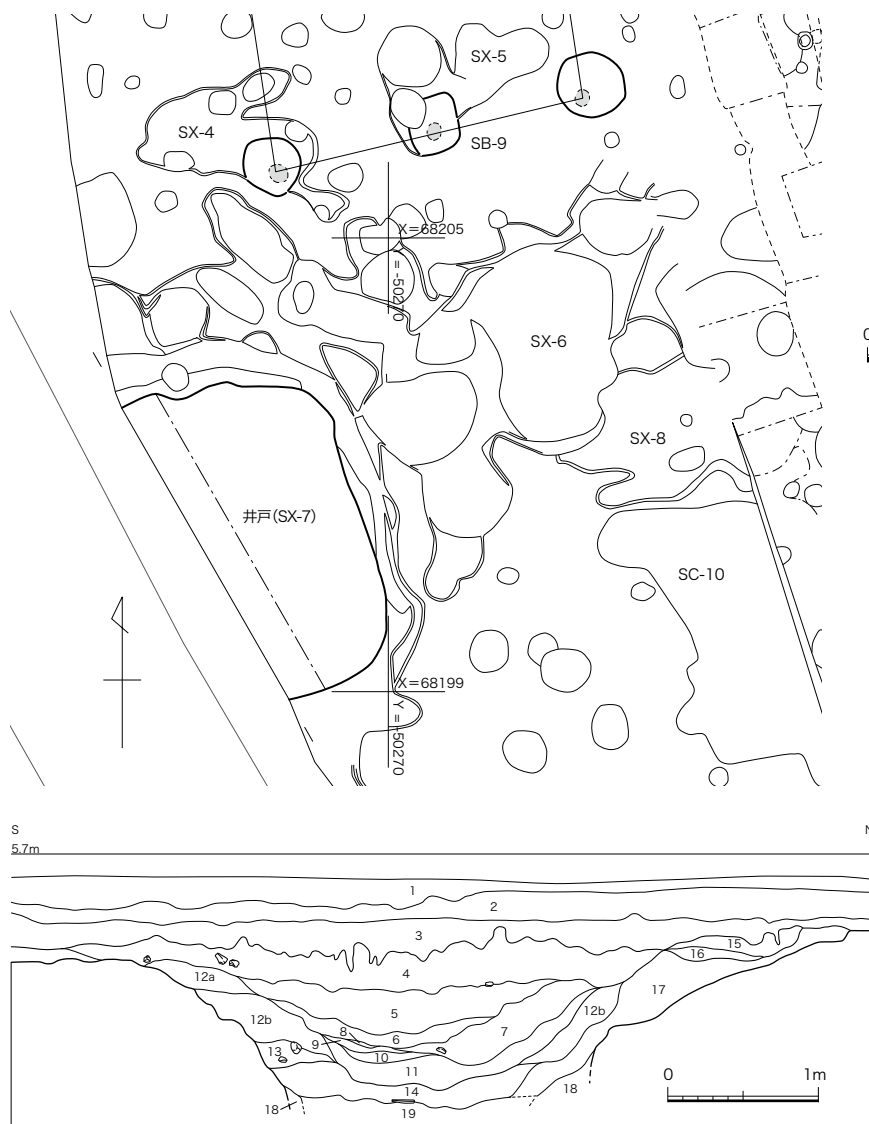 SX-5
SX-4
SB-9
X=68205
Y = -50270
SX-6
SX-8
井戸(SX-7)
SC-10
X=68199
Y = -50270
0
S
5.7m
N
1
2
3
15
16
4
12a
17
5
12b
12b
8
6
7
9
13
10
11
14
18
18
19
0 1m